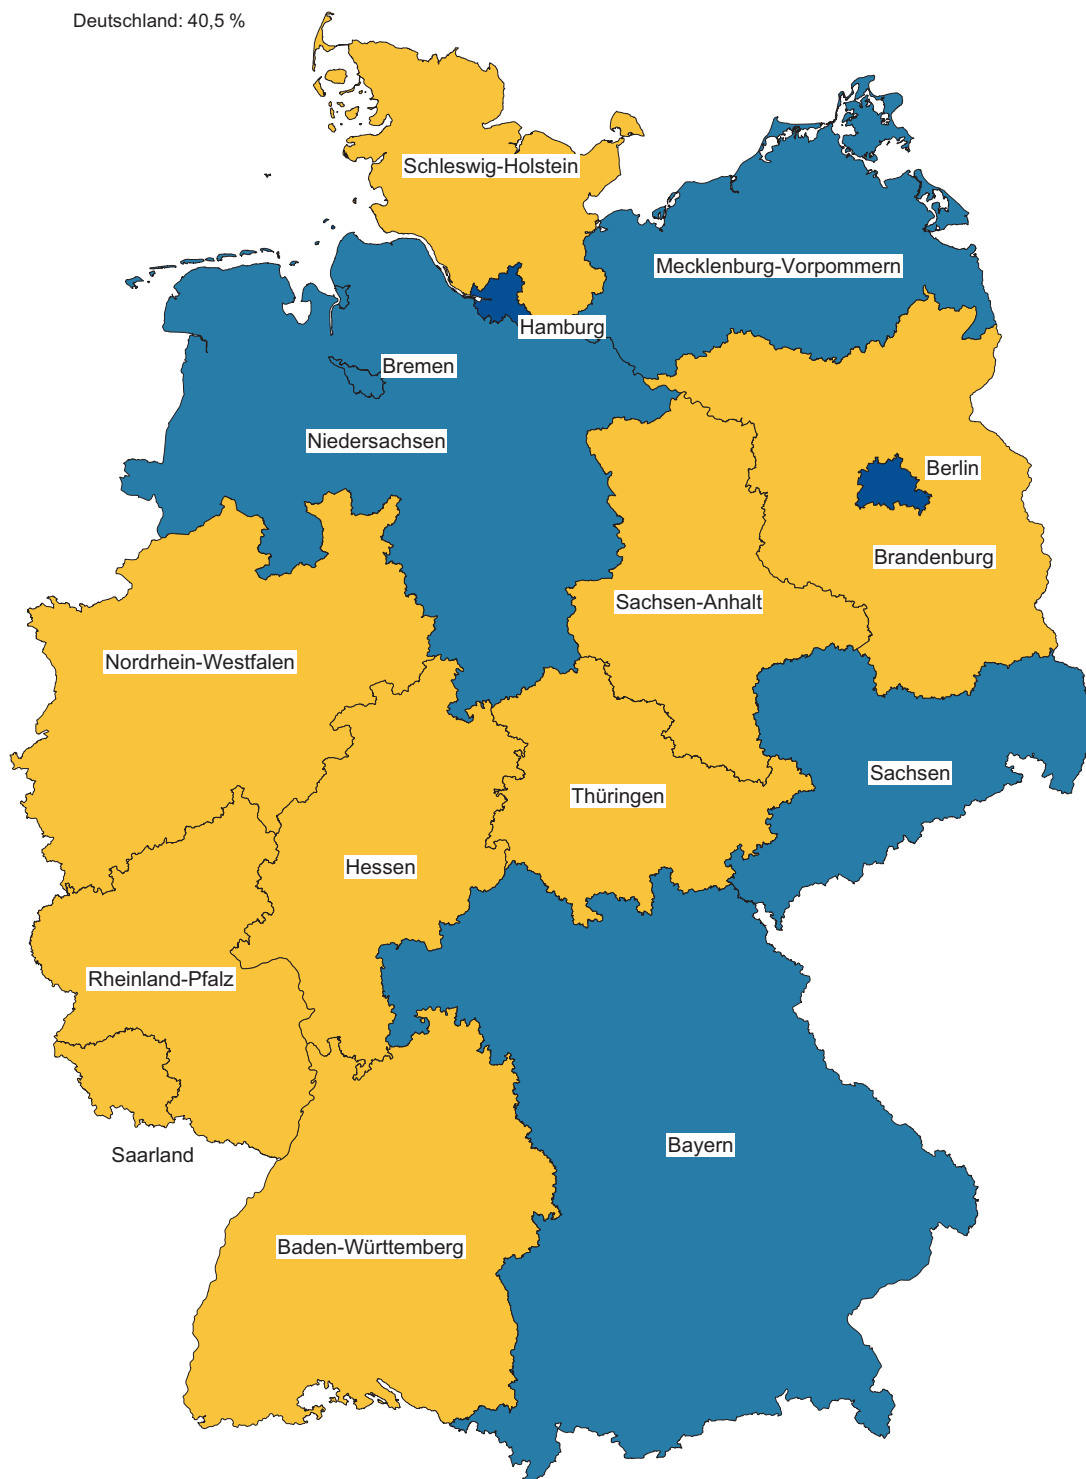 Deutschland: 40,5 %
Schleswig-Holstein
Mecklenburg-Vorpommern
Hamburg
Bremen
Niedersachsen
Berlin
Brandenburg
Sachsen-Anhalt
Nordrhein-Westfalen
Sachsen
Thüringen
Hessen
Rheinland-Pfalz
Bayern
Saarland
Baden-Württemberg